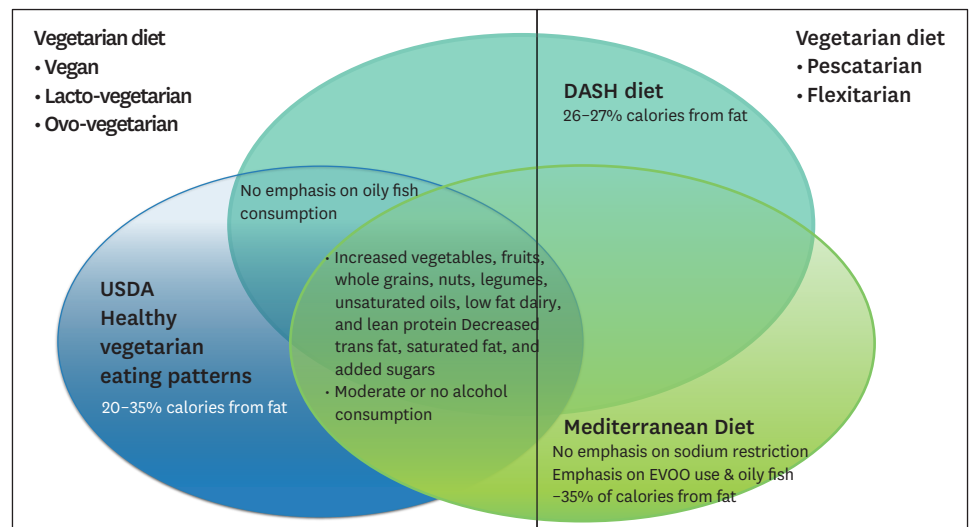 Vegetarian diet
• Vegan
• Lacto-vegetarian
• Ovo-vegetarian
Vegetarian diet
• Pescatarian
• Flexitarian
DASH diet
26–27% calories from fat
No emphasis on oily fish
consumption
• Increased vegetables, fruits,
whole grains, nuts, legumes,
unsaturated oils, low fat dairy,
and lean protein Decreased
trans fat, saturated fat, and
added sugars
• Moderate or no alcohol
consumption
USDA
Healthy
vegetarian
eating patterns
20–35% calories from fat
Mediterranean Diet
No emphasis on sodium restriction
Emphasis on EVOO use & oily fish
–35% of calories from fat